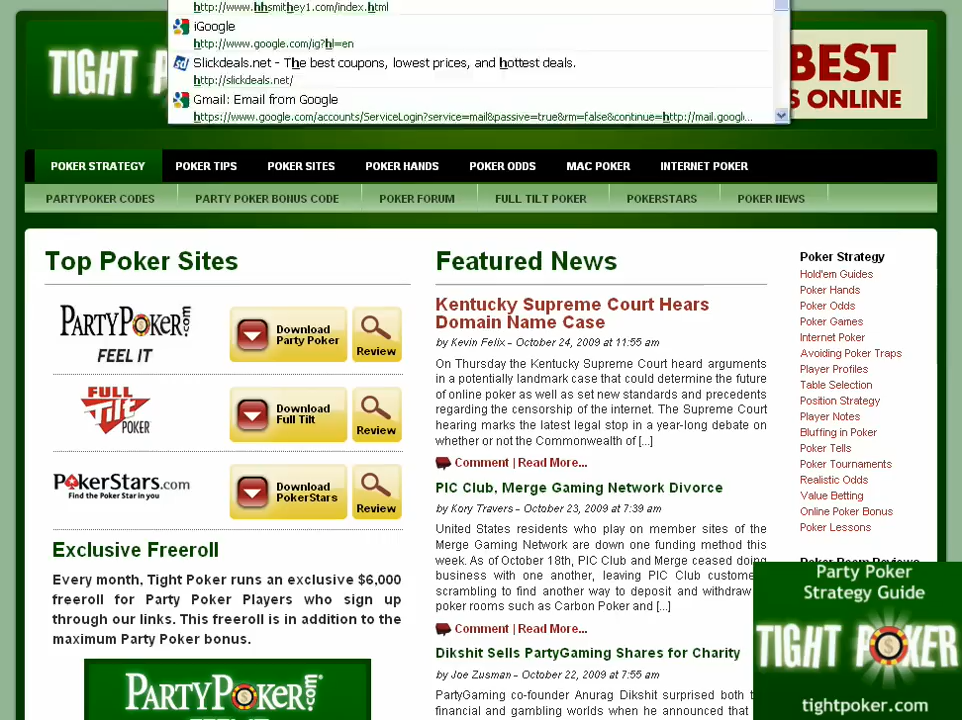 http://www.hhsmithey1.com/index.html
iGoogle
http://www.google.com/ig?hl=en
Slickdeals.net - The best coupons, lowest prices, and hottest deals.
http://slickdeals.net/
Gmail: Email from Google
https://www.google.com/accounts/ServiceLogin?service=mail&passive=true&rm=false&continue=http://mail.googl...
TIGHT
BEST
ONLINE
POKER STRATEGY POKER TIPS POKER SITES POKER HANDS POKER ODDS MAC POKER INTERNET POKER
PARTYPOKER CODES PARTY POKER BONUS CODE POKER FORUM FULL TILT POKER POKERSTARS POKER NEWS
Top Poker Sites
PARTYPOKER.com
FEEL IT
Download
Party Poker
Review
FULL
TILT
POKER
Download
Full Tilt
Review
POKERSTARS.com
Find the Poker Star in you
Download
PokerStars
Review
Exclusive Freeroll
Every month, Tight Poker runs an exclusive $6,000
freeroll for Party Poker Players who sign up
through our links. This freeroll is in addition to the
maximum Party Poker bonus.
PARTYPOKER.com
Featured News
Kentucky Supreme Court Hears
Domain Name Case
by Kevin Felix - October 24, 2009 at 11:55 am
On Thursday the Kentucky Supreme Court heard arguments
in a potentially landmark case that could determine the future
of online poker as well as set new standards and precedents
regarding the censorship of the internet. The Supreme Court
hearing marks the latest legal stop in a year-long debate on
whether or not the Commonwealth of [...]
Comment | Read More...
PIC Club, Merge Gaming Network Divorce
by Kory Travers - October 23, 2009 at 7:39 am
United States residents who play on member sites of the
Merge Gaming Network are down one funding method this
week. As of October 18th, PIC Club and Merge ceased doing
business with one another, leaving PIC Club custome
scrambling to find another way to deposit and withdraw
poker rooms such as Carbon Poker and [...]
Comment | Read More...
Dikshit Sells PartyGaming Shares for Charity
by Joe Zusman - October 22, 2009 at 7:55 am
PartyGaming co-founder Anurag Dikshit surprised both
financial and gambling worlds when he announced that
Poker Strategy
Hold'em Guides
Poker Hands
Poker Odds
Poker Games
Internet Poker
Avoiding Poker Traps
Player Profiles
Table Selection
Position Strategy
Player Notes
Bluffing in Poker
Poker Tells
Poker Tournaments
Realistic Odds
Value Betting
Online Poker Bonus
Poker Lessons
Poker Room Reviews
Party Poker
Strategy Guide
TIGHT POKER
tightpoker.com